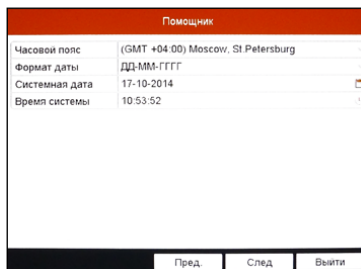 Помощник
Часовой пояс (GMT +04:00) Moscow, St.Petersburg
Формат даты ДД-ММ-ГГГГ
Системная дата 17-10-2014
Время системы 10:53:52
Пред. След Выйти